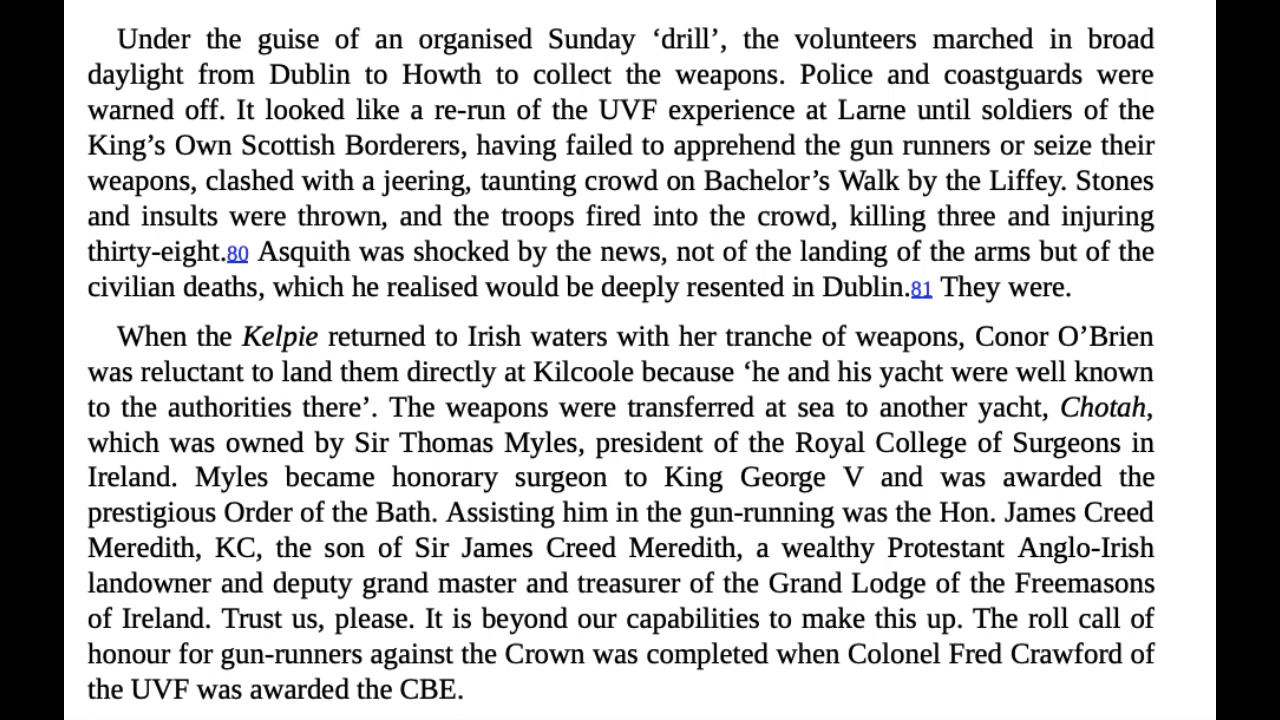 Under the guise of an organised Sunday ‘drill’, the volunteers marched in broad
daylight from Dublin to Howth to collect the weapons. Police and coastguards were
warned off. It looked like a re-run of the UVF experience at Larne until soldiers of the
King’s Own Scottish Borderers, having failed to apprehend the gun runners or seize their
weapons, clashed with a jeering, taunting crowd on Bachelor’s Walk by the Liffey. Stones
and insults were thrown, and the troops fired into the crowd, killing three and injuring
thirty-eight.80 Asquith was shocked by the news, not of the landing of the arms but of the
civilian deaths, which he realised would be deeply resented in Dublin.81 They were.
When the Kelpie returned to Irish waters with her tranche of weapons, Conor O’Brien
was reluctant to land them directly at Kilcoole because ‘he and his yacht were well known
to the authorities there’. The weapons were transferred at sea to another yacht, Chotah,
which was owned by Sir Thomas Myles, president of the Royal College of Surgeons in
Ireland. Myles became honorary surgeon to King George V and was awarded the
prestigious Order of the Bath. Assisting him in the gun-running was the Hon. James Creed
Meredith, KC, the son of Sir James Creed Meredith, a wealthy Protestant Anglo-Irish
landowner and deputy grand master and treasurer of the Grand Lodge of the Freemasons
of Ireland. Trust us, please. It is beyond our capabilities to make this up. The roll call of
honour for gun-runners against the Crown was completed when Colonel Fred Crawford of
the UVF was awarded the CBE.